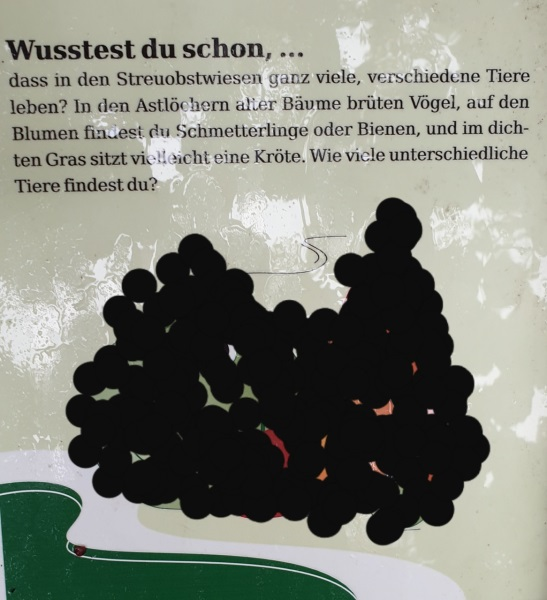 Wusstest du schon, ...
dass in den Streuobstwiesen ganz viele, verschiedene Tiere
leben? In den Astlöchern alter Bäume brüten Vögel, auf den
Blumen findest du Schmetterlinge oder Bienen, und im dich-
ten Gras sitzt vielleicht eine Kröte. Wie viele unterschiedliche
Tiere findest du?